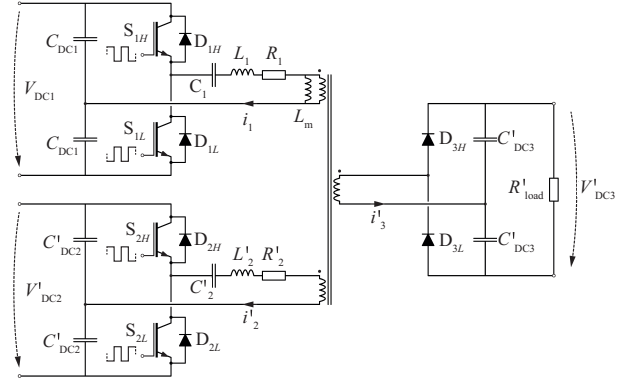 C_DC1
S_1H
D_1H
V_DC1
C_1
L_1
R_1
i_1
L_m
C_DC1
S_1L
D_1L
D_3H
C'_DC3
R'_load
V'_DC3
i'_3
D_3L
C'_DC3
C'_DC2
S_2H
D_2H
V'_DC2
C'_2
L'_2
R'_2
i'_2
C'_DC2
S_2L
D_2L